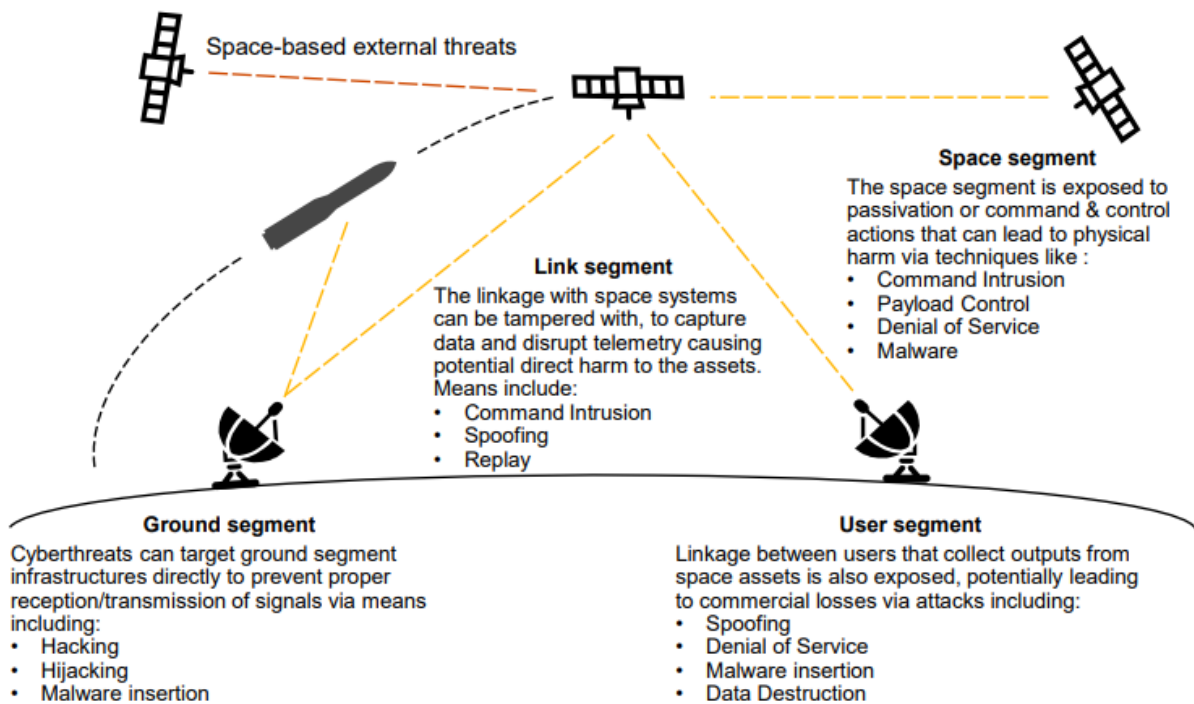 Space-based external threats
Space segment
The space segment is exposed to
passivation or command & control
actions that can lead to physical
harm via techniques like :
• Command Intrusion
• Payload Control
• Denial of Service
• Malware
Link segment
The linkage with space systems
can be tampered with, to capture
data and disrupt telemetry causing
potential direct harm to the assets.
Means include:
• Command Intrusion
• Spoofing
• Replay
Ground segment
Cyberthreats can target ground segment
infrastructures directly to prevent proper
reception/transmission of signals via means
including:
• Hacking
• Hijacking
• Malware insertion
User segment
Linkage between users that collect outputs from
space assets is also exposed, potentially leading
to commercial losses via attacks including:
• Spoofing
• Denial of Service
• Malware insertion
• Data Destruction